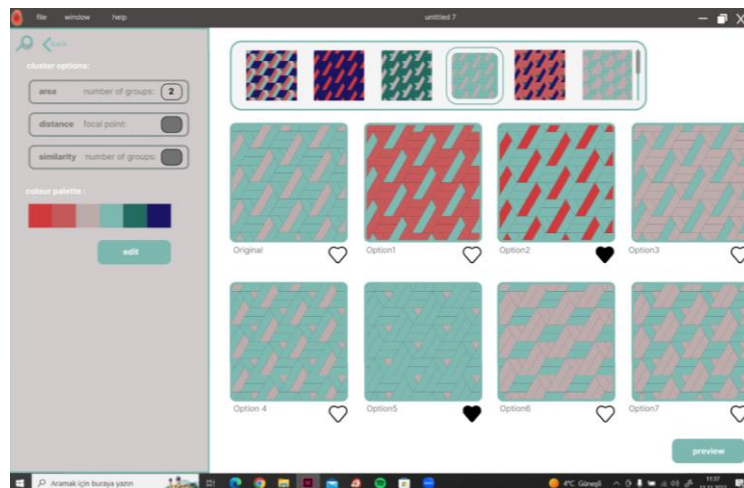 file window help untitled 7
Back
cluster options:
area number of groups: 2
distance focal point:
similarity number of groups:
colour palette :
edit
Original Option1 Option2 Option3
Option 4 Option5 Option6 Option7
preview
Aramak için buraya yazın 4°C Güneşli 11:37